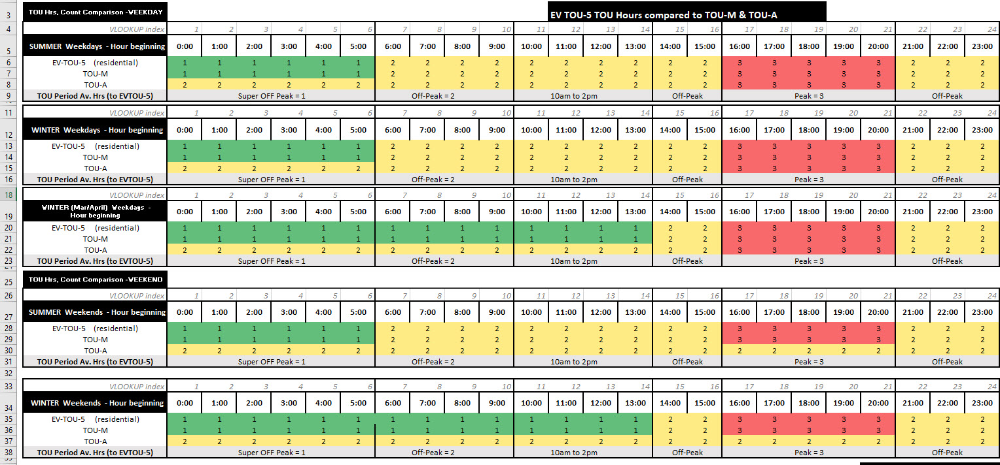 3 TOU Hrs, Count Comparison -WEEKDAY EV TOU-5 TOU Hours compared to TOU-M & TOU-A
4 VLOOKUP index 1 2 3 4 5 6 7 8 9 10 11 12 13 14 15 16 17 18 19 20 21 22 23 24
5 SUMMER Weekdays - Hour beginning 0:00 1:00 2:00 3:00 4:00 5:00 6:00 7:00 8:00 9:00 10:00 11:00 12:00 13:00 14:00 15:00 16:00 17:00 18:00 19:00 20:00 21:00 22:00 23:00
6 EV-TOU-5 (residential) 1 1 1 1 1 1 2 2 2 2 2 2 2 2 2 2 3 3 3 3 3 2 2 2
7 TOU-M 1 1 1 1 1 1 2 2 2 2 2 2 2 2 2 2 3 3 3 3 3 2 2 2
8 TOU-A 2 2 2 2 2 2 2 2 2 2 2 2 2 2 2 2 3 3 3 3 3 2 2 2
9 TOU Period Av. Hrs (to EVTOU-5) Super OFF Peak = 1 Off-Peak = 2 10am to 2pm Off-Peak Peak = 3 Off-Peak
11 VLOOKUP index 1 2 3 4 5 6 7 8 9 10 11 12 13 14 15 16 17 18 19 20 21 22 23 24
12 WINTER Weekdays - Hour beginning 0:00 1:00 2:00 3:00 4:00 5:00 6:00 7:00 8:00 9:00 10:00 11:00 12:00 13:00 14:00 15:00 16:00 17:00 18:00 19:00 20:00 21:00 22:00 23:00
13 EV-TOU-5 (residential) 1 1 1 1 1 1 2 2 2 2 2 2 2 2 2 2 3 3 3 3 3 2 2 2
14 TOU-M 1 1 1 1 1 1 2 2 2 2 2 2 2 2 2 2 3 3 3 3 3 2 2 2
15 TOU-A 2 2 2 2 2 2 2 2 2 2 2 2 2 2 2 2 3 3 3 3 3 2 2 2
16 TOU Period Av. Hrs (to EVTOU-5) Super OFF Peak = 1 Off-Peak = 2 10am to 2pm Off-Peak Peak = 3 Off-Peak
18 VLOOKUP index 1 2 3 4 5 6 7 8 9 10 11 12 13 14 15 16 17 18 19 20 21 22 23 24
WINTER (Mar/April) Weekdays -
19 Hour beginning 0:00 1:00 2:00 3:00 4:00 5:00 6:00 7:00 8:00 9:00 10:00 11:00 12:00 13:00 14:00 15:00 16:00 17:00 18:00 19:00 20:00 21:00 22:00 23:00
20 EV-TOU-5 (residential) 1 1 1 1 1 1 1 1 1 1 1 1 1 1 2 2 3 3 3 3 3 2 2 2
21 TOU-M 1 1 1 1 1 1 1 1 1 1 1 1 1 1 2 2 3 3 3 3 3 2 2 2
22 TOU-A 2 2 2 2 2 2 2 2 2 2 2 2 2 2 2 2 3 3 3 3 3 2 2 2
23 TOU Period Av. Hrs (to EVTOU-5) Super OFF Peak = 1 Off-Peak = 2 10am to 2pm Off-Peak Peak = 3 Off-Peak
25 TOU Hrs, Count Comparison -WEEKEND
26 VLOOKUP index 1 2 3 4 5 6 7 8 9 10 11 12 13 14 15 16 17 18 19 20 21 22 23 24
27 SUMMER Weekends - Hour beginning 0:00 1:00 2:00 3:00 4:00 5:00 6:00 7:00 8:00 9:00 10:00 11:00 12:00 13:00 14:00 15:00 16:00 17:00 18:00 19:00 20:00 21:00 22:00 23:00
28 EV-TOU-5 (residential) 1 1 1 1 1 1 2 2 2 2 2 2 2 2 2 2 3 3 3 3 3 2 2 2
29 TOU-M 1 1 1 1 1 1 2 2 2 2 2 2 2 2 2 2 3 3 3 3 3 2 2 2
30 TOU-A 2 2 2 2 2 2 2 2 2 2 2 2 2 2 2 2 2 2 2 2 2 2 2 2
31 TOU Period Av. Hrs (to EVTOU-5) Super OFF Peak = 1 Off-Peak = 2 10am to 2pm Off-Peak Peak = 3 Off-Peak
32
33 VLOOKUP index 1 2 3 4 5 6 7 8 9 10 11 12 13 14 15 16 17 18 19 20 21 22 23 24
34 WINTER Weekends - Hour beginning 0:00 1:00 2:00 3:00 4:00 5:00 6:00 7:00 8:00 9:00 10:00 11:00 12:00 13:00 14:00 15:00 16:00 17:00 18:00 19:00 20:00 21:00 22:00 23:00
35 EV-TOU-5 (residential) 1 1 1 1 1 1 1 1 1 1 1 1 1 1 2 2 3 3 3 3 3 2 2 2
36 TOU-M 1 1 1 1 1 1 1 1 1 1 1 1 1 1 2 2 3 3 3 3 3 2 2 2
37 TOU-A 2 2 2 2 2 2 2 2 2 2 2 2 2 2 2 2 2 2 2 2 2 2 2 2
38 TOU Period Av. Hrs (to EVTOU-5) Super OFF Peak = 1 Off-Peak = 2 10am to 2pm Off-Peak Peak = 3 Off-Peak